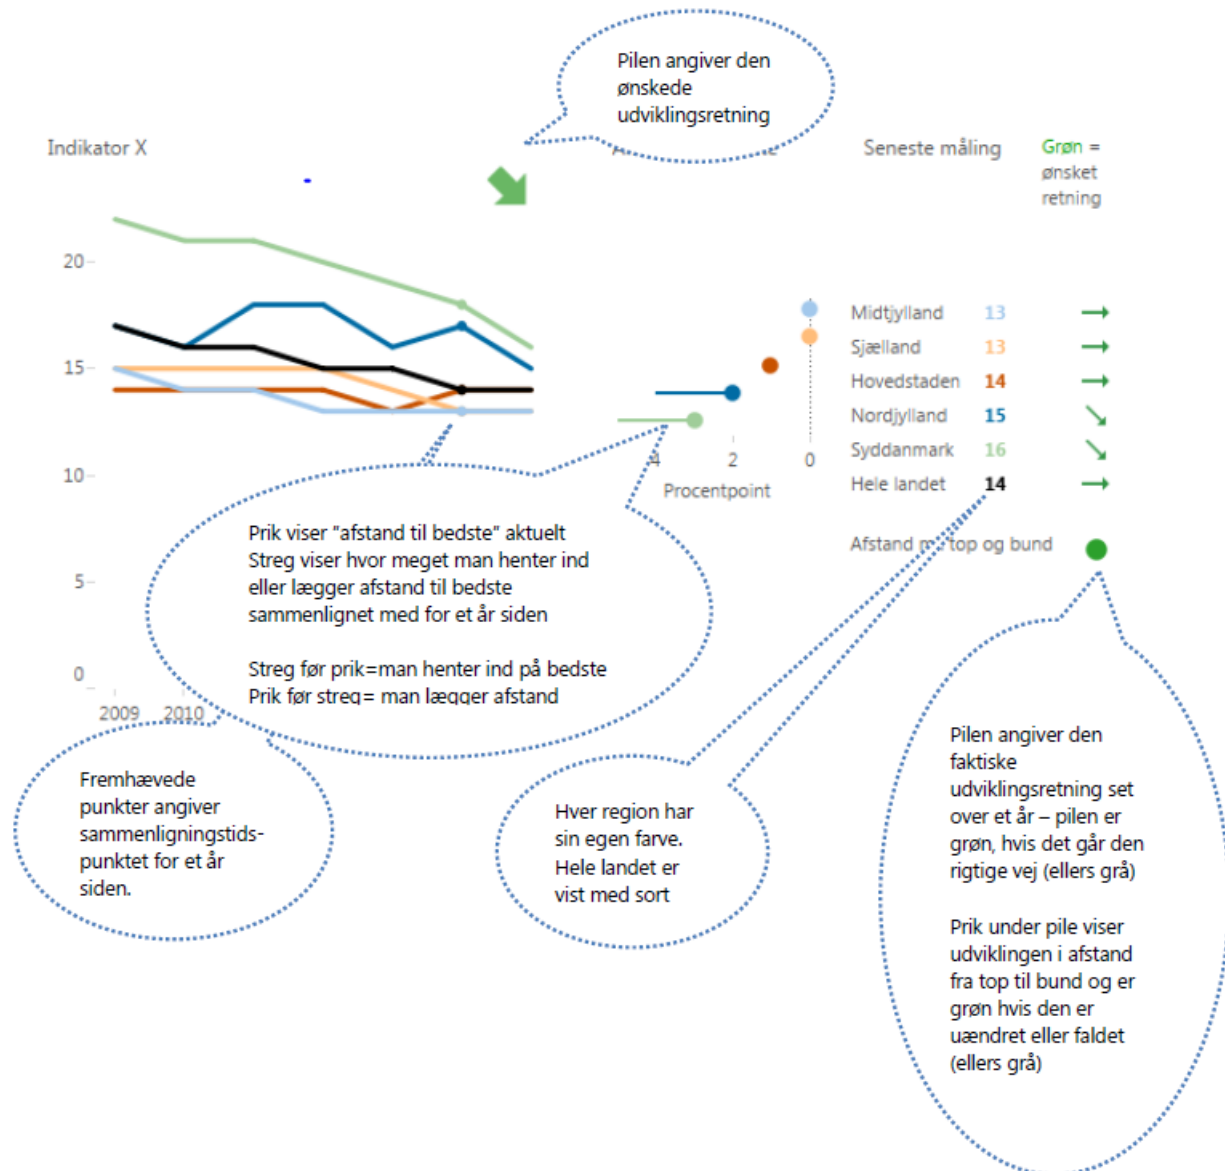 Pilen angiver den
ønskede
udviklingsretning
Indikator X
Seneste måling
Grøn =
ønsket
retning
20
15
10
5
0
2009 2010
4 2 0
Procentpoint
Midtjylland 13
Sjælland 13
Hovedstaden 14
Nordjylland 15
Syddanmark 16
Hele landet 14
Afstand top og bund
Prik viser "afstand til bedste" aktuelt
Streg viser hvor meget man henter ind
eller lægger afstand til bedste
sammenlignet med for et år siden
Streg før prik=man henter ind på bedste
Prik før streg= man lægger afstand
Fremhævede
punkter angiver
sammenligningstids-
punktet for et år
siden.
Hver region har
sin egen farve.
Hele landet er
vist med sort
Pilen angiver den
faktiske
udviklingsretning set
over et år – pilen er
grøn, hvis det går den
rigtige vej (ellers grå)
Prik under pile viser
udviklingen i afstand
fra top til bund og er
grøn hvis den er
uændret eller faldet
(ellers grå)